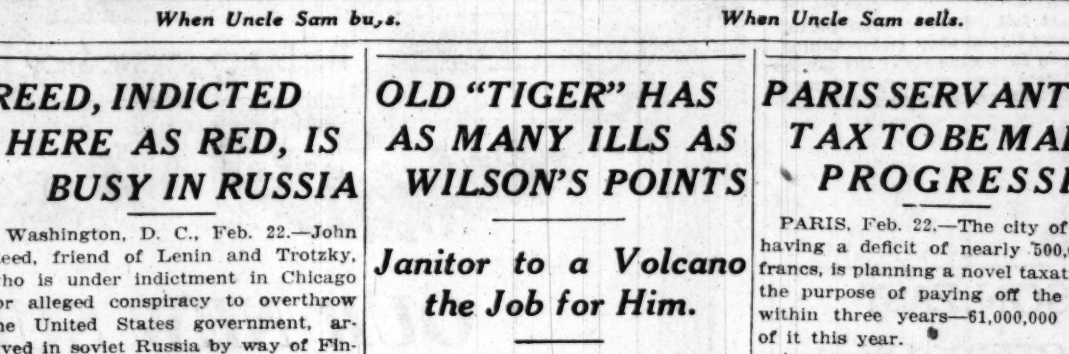 When Uncle Sam buys.
When Uncle Sam sells.
REED, INDICTED
HERE AS RED, IS
BUSY IN RUSSIA
Washington, D. C., Feb. 22.—John
eed, friend of Lenin and Trotzky,
ho is under indictment in Chicago
or alleged conspiracy to overthrow
he United States government, ar-
ved in soviet Russia by way of Fin-
OLD "TIGER" HAS
AS MANY ILLS AS
WILSON'S POINTS
Janitor to a Volcano
the Job for Him.
PARIS SERVANT
TAX TO BE MA
PROGRESSI
PARIS, Feb. 22.—The city of
having a deficit of nearly 500,
francs, is planning a novel taxat
the purpose of paying off the
within three years—61,000,000
of it this year.